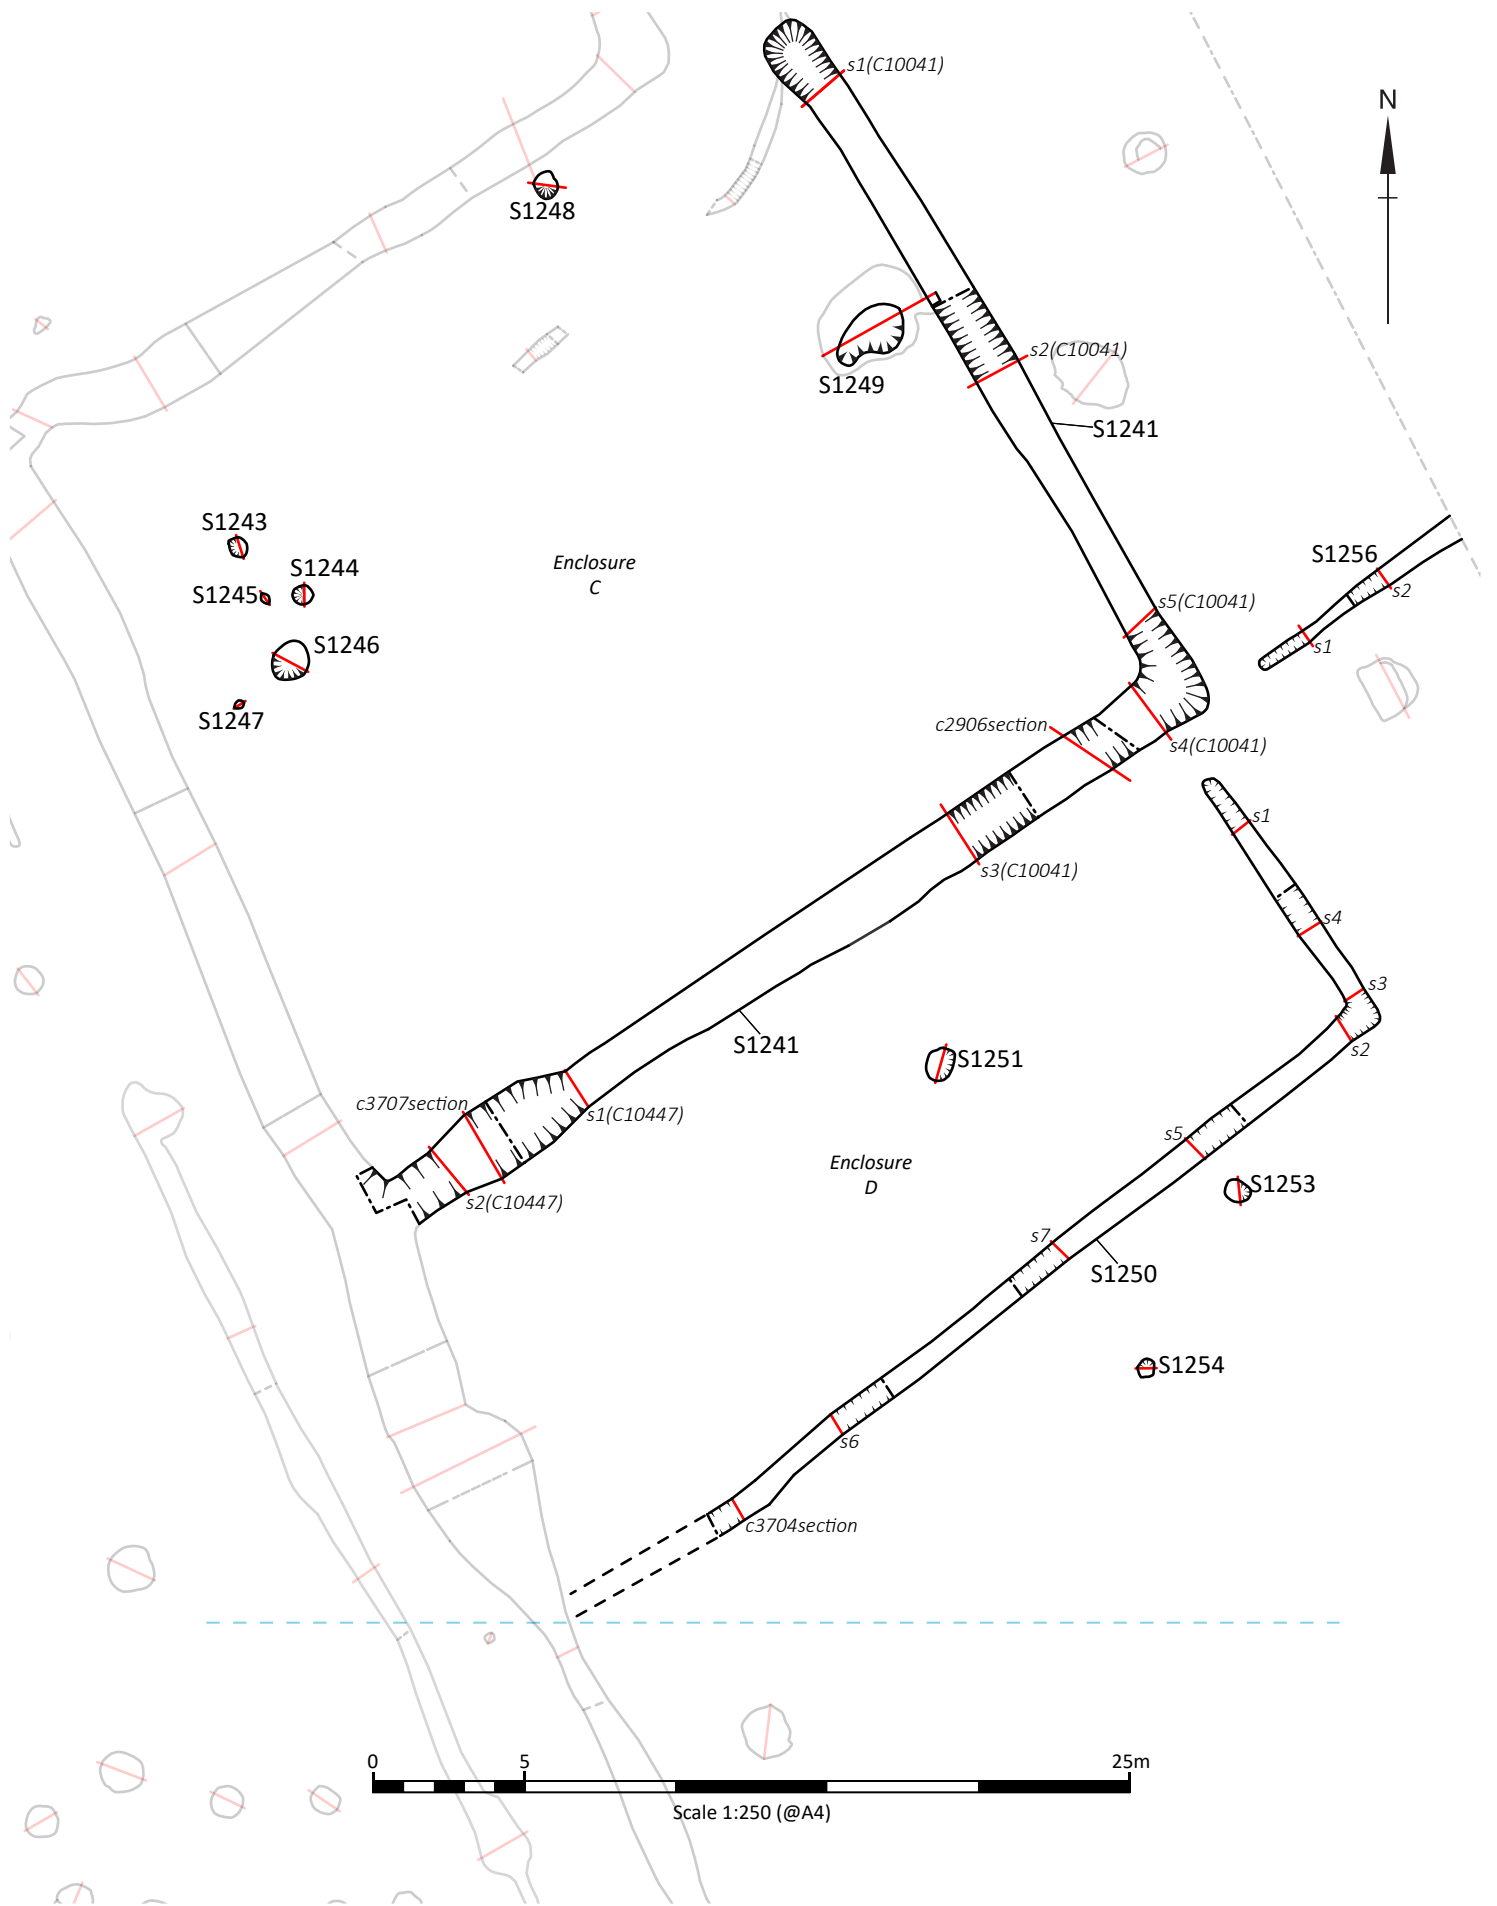 s1(C10041)
N
S1248
s2(C10041)
S1249
S1241
S1243
S1256
Enclosure
C
S1244
s2
S1245
s5(C10041)
S1246
s1
S1247
c2906section
s4(C10041)
s1
s3(C10041)
s4
s3
S1241
s2
S1251
c3707section
s1(C10447)
s5
Enclosure
D
S1253
s2(C10447)
s7
S1250
S1254
s6
c3704section
0 5 25m
Scale 1:250 (@A4)